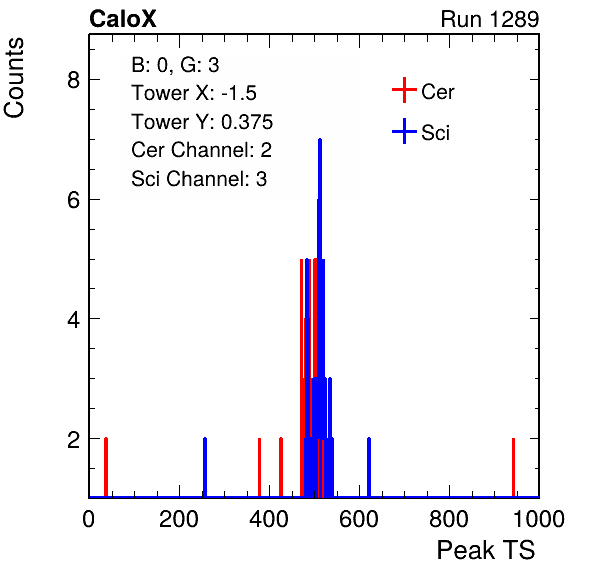 CaloX Run 1289
Counts
B: 0, G: 3
Tower X: -1.5
Tower Y: 0.375
Cer Channel: 2
Sci Channel: 3
Cer
Sci
8
6
4
2
0 200 400 600 800 1000
Peak TS